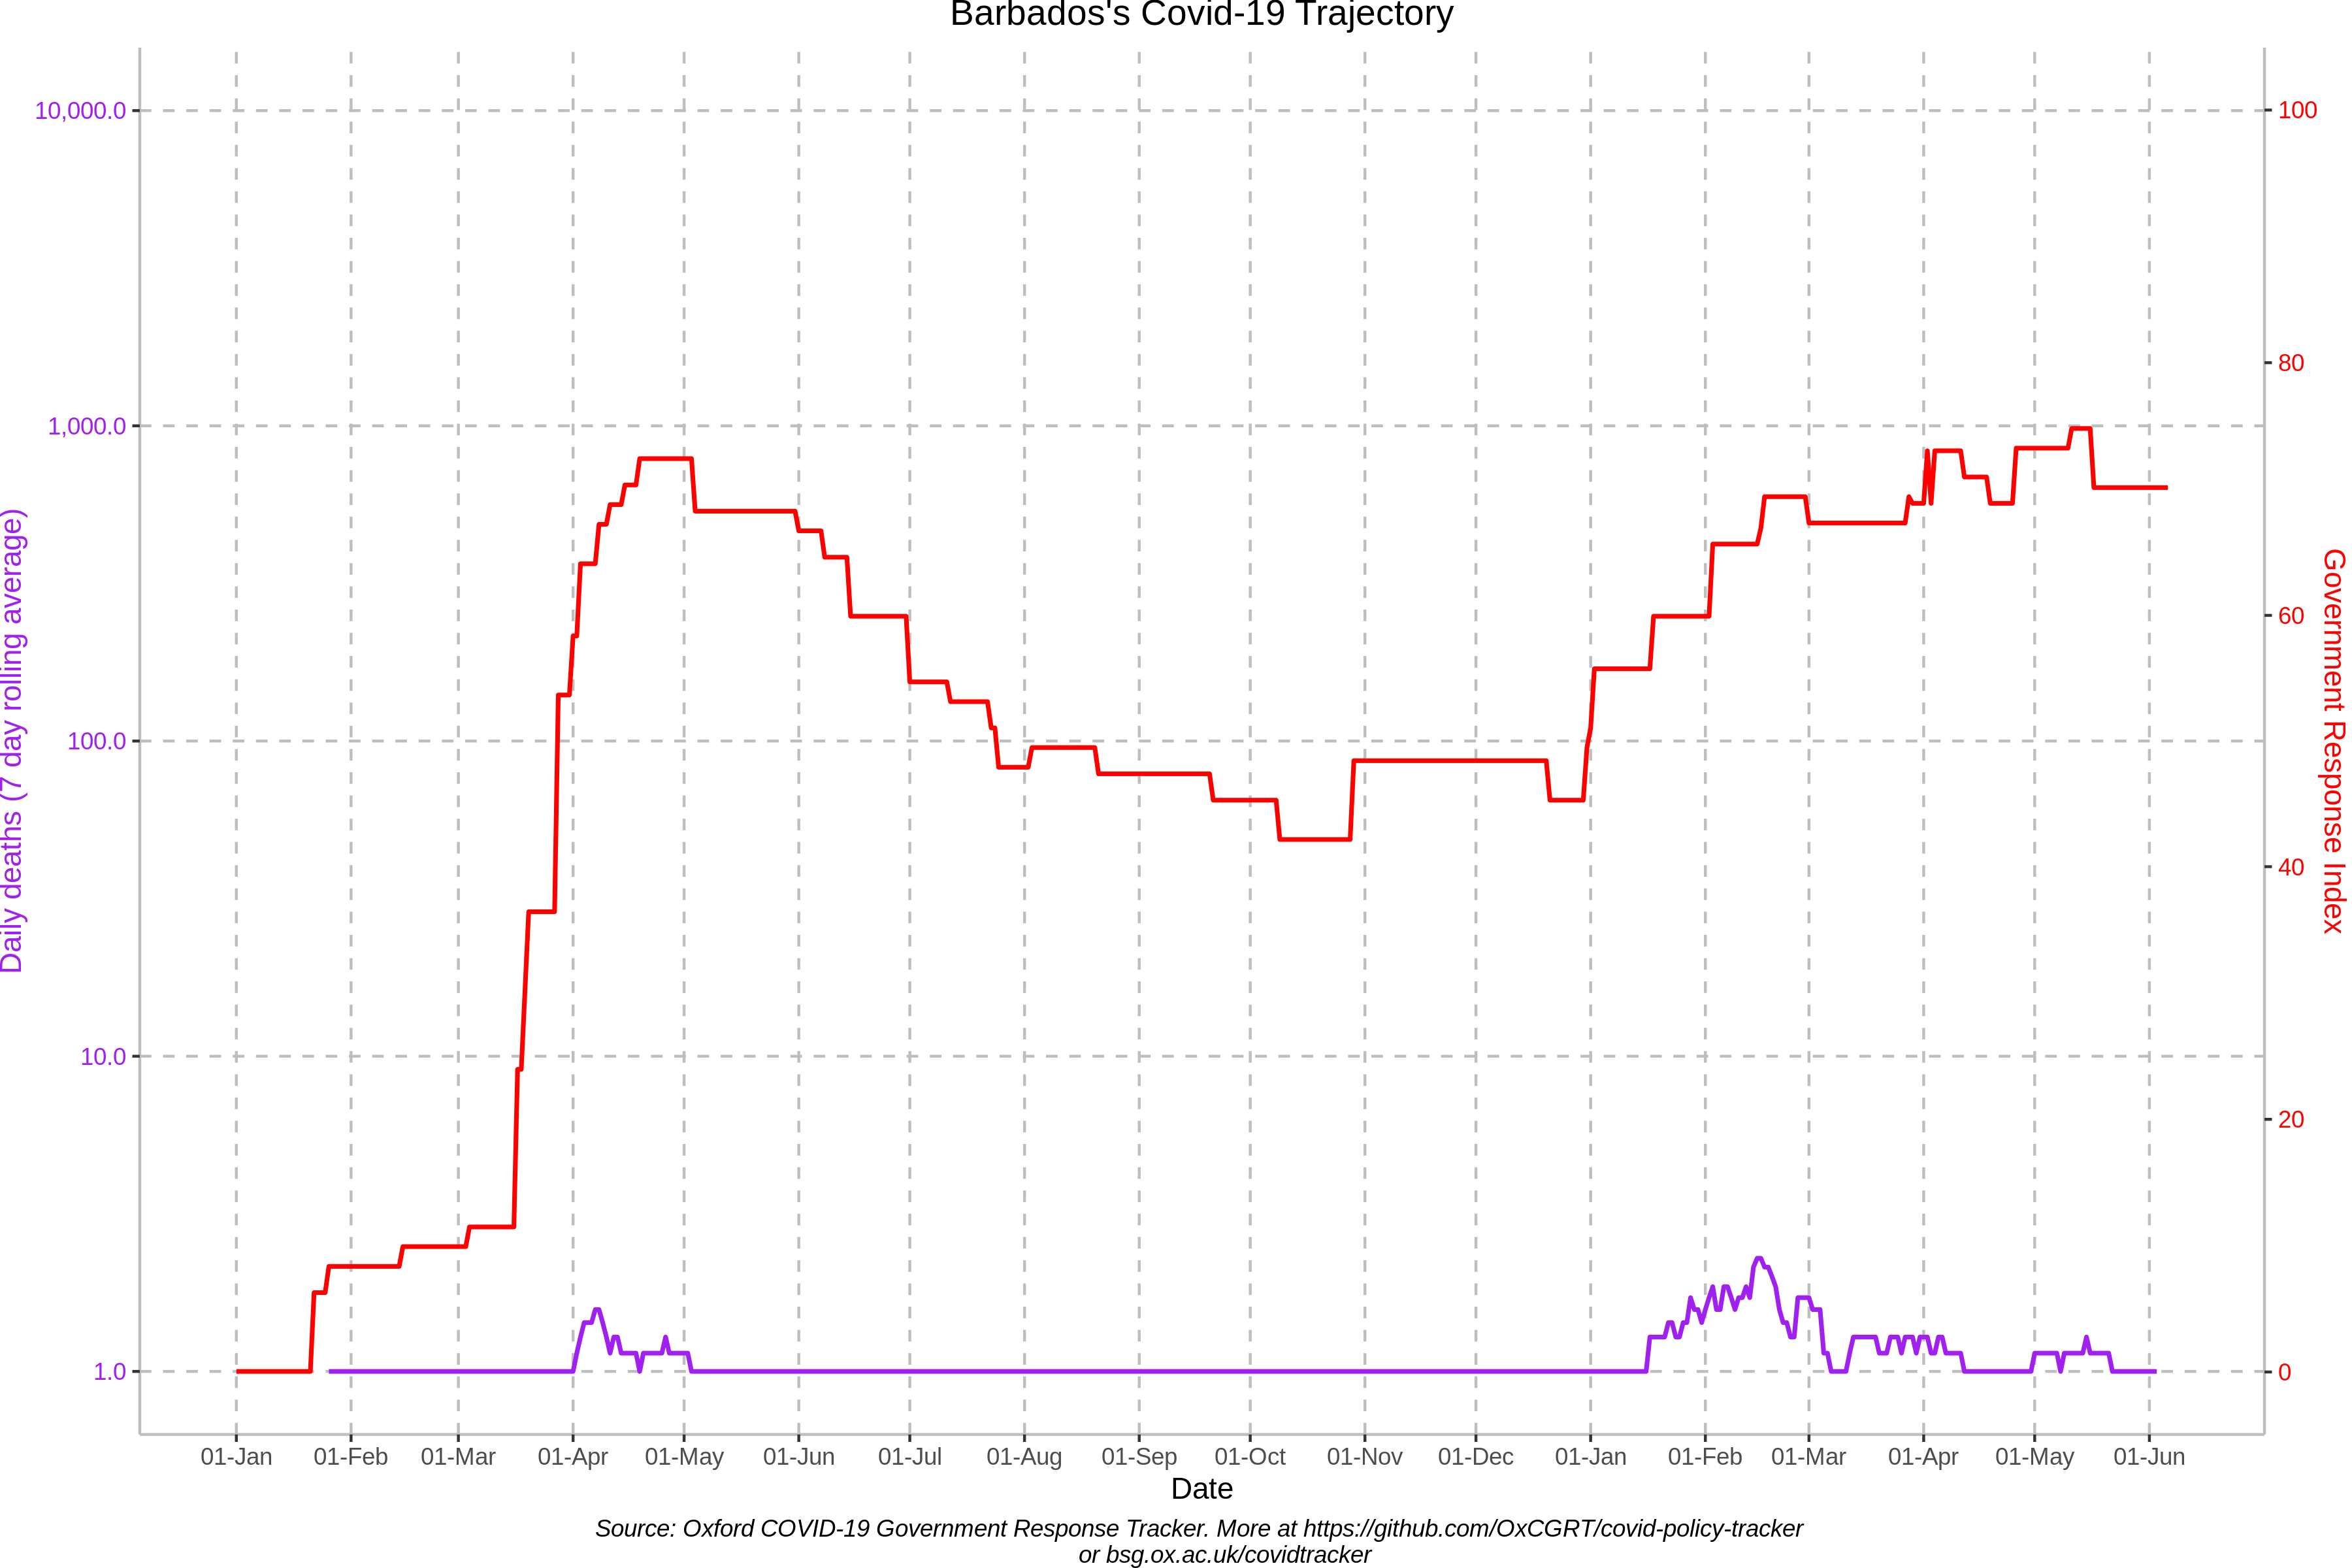 Barbados's Covid-19 Trajectory
10,000.0
1,000.0
100.0
10.0
1.0
Daily deaths (7 day rolling average)
100
80
60
40
20
0
Government Response Index
01-Jan 01-Feb 01-Mar 01-Apr 01-May 01-Jun 01-Jul 01-Aug 01-Sep 01-Oct 01-Nov 01-Dec 01-Jan 01-Feb 01-Mar 01-Apr 01-May 01-Jun
Date
Source: Oxford COVID-19 Government Response Tracker. More at https://github.com/OxCGRT/covid-policy-tracker
or bsg.ox.ac.uk/covidtracker